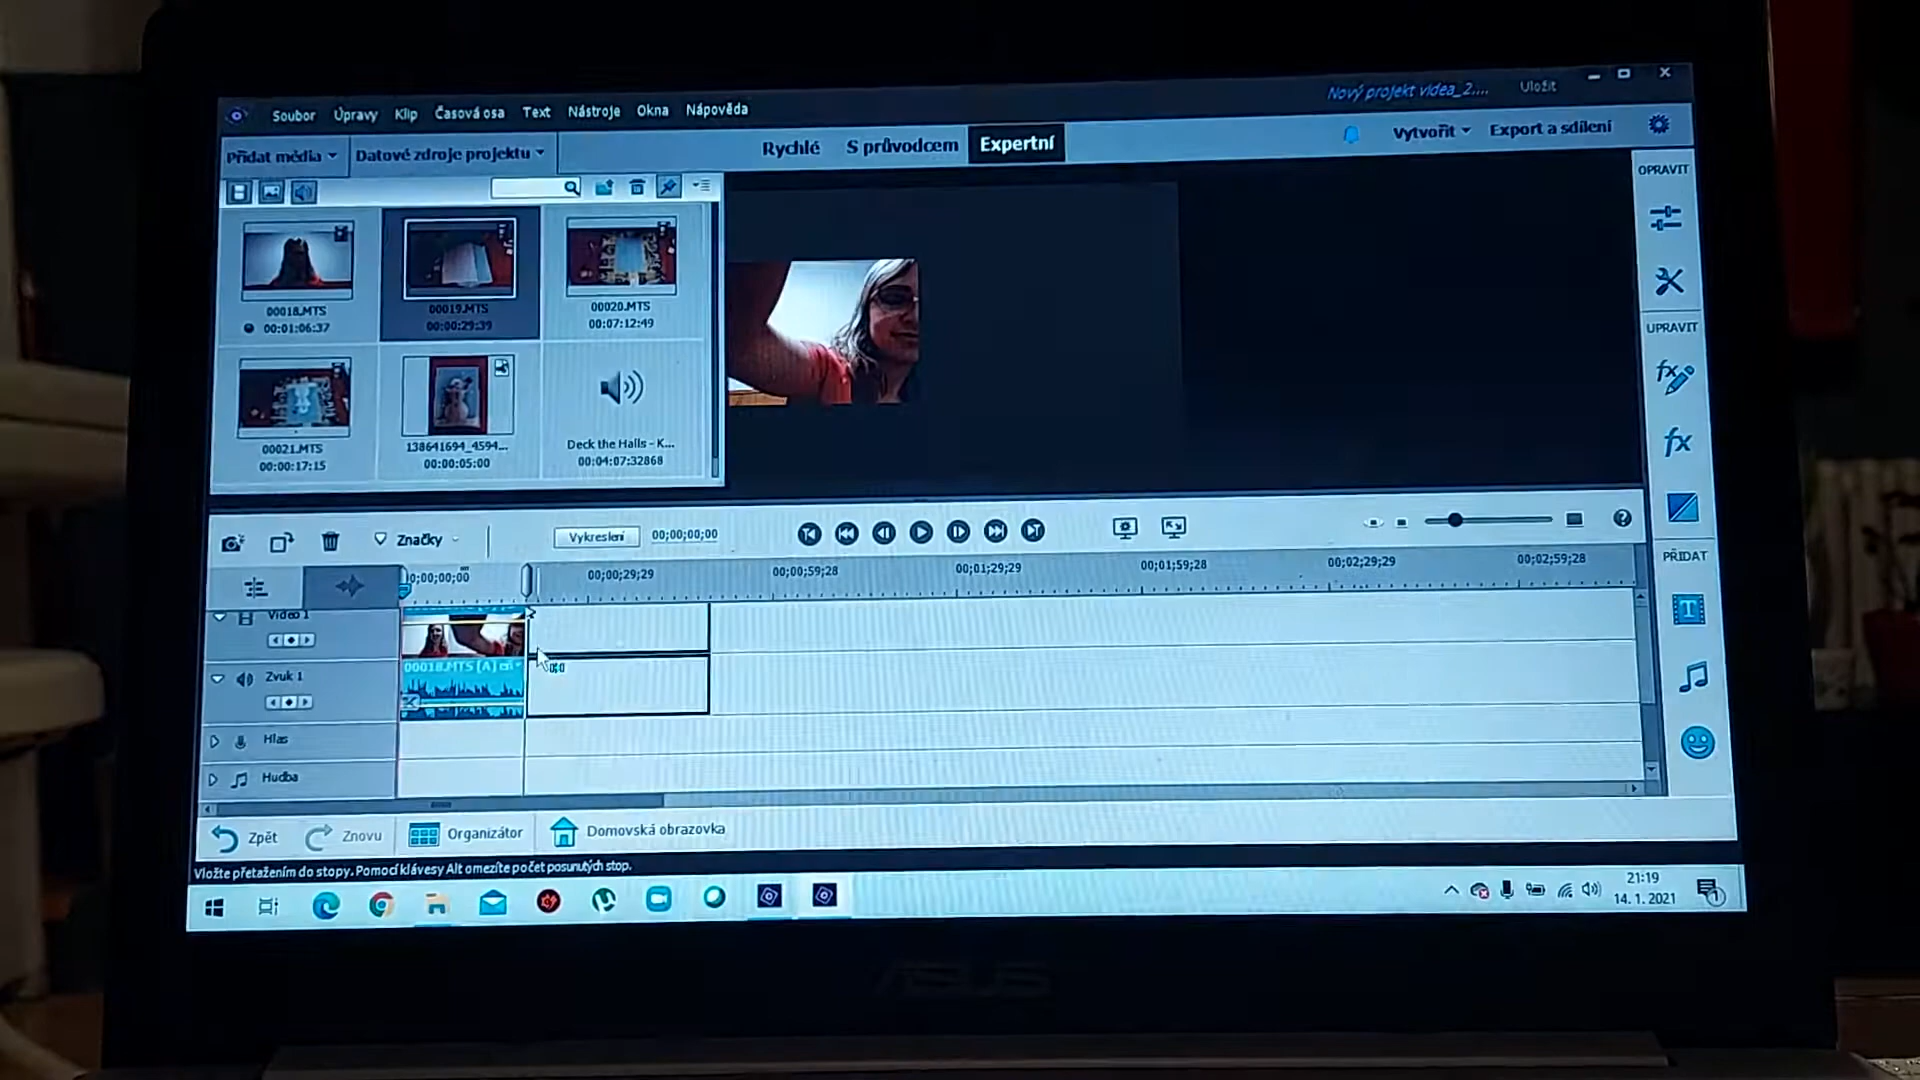 Nový projekt videa_2....
Uložit
Soubor Úpravy Klip Časová osa Text Nástroje Okna Nápověda
Přidat média
Datové zdroje projektu
Rychlé S průvodcem Expertní
Vytvořit
Export a sdílení
OPRAVIT
00018.MTS
00:01:06:37
00019.MTS
00:00:29:39
00020.MTS
00:07:12:49
UPRAVIT
fx
fx
00021.MTS
00:00:17:15
138641694_4594...
00:00:05:00
Deck the Halls - K...
00:04:07:32868
Značky
Vykreslení
00;00;00;00
PŘIDAT
T
00;00;29;29
00;00;59;28
00;01;29;29
00;01;59;28
00;02;29;29
00;02;59;28
Video 1
00018.MTS [A]
Zvuk 1
Hlas
Hudba
Zpět
Znovu
Organizátor
Domovská obrazovka
Vložte přetažením do stopy. Pomocí klávesy Alt omezíte počet posunutých stop.
21:19
14. 1. 2021
1
ASUS